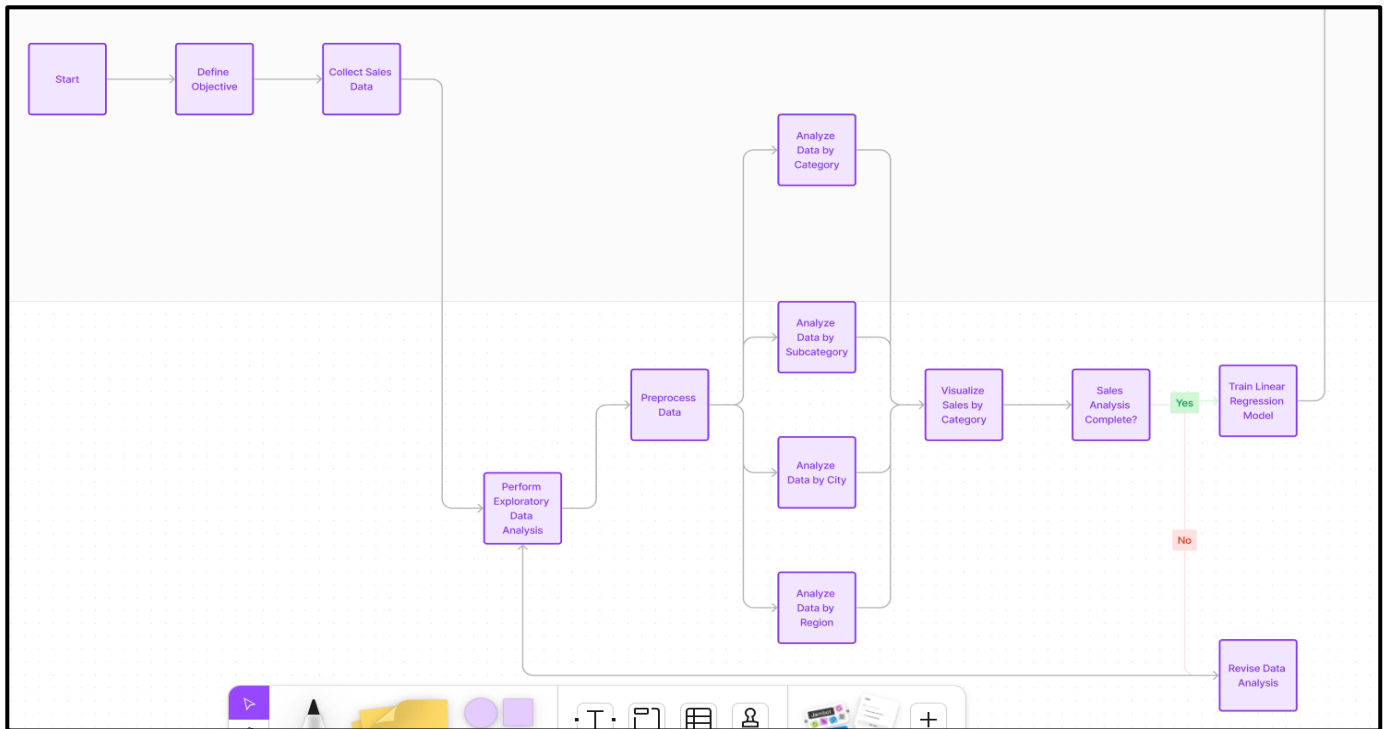 Start
Define
Objective
Collect Sales
Data
Analyze
Data by
Category
Analyze
Data by
Subcategory
Preprocess
Data
Visualize
Sales by
Category
Sales
Analysis
Complete?
Yes
Train Linear
Regression
Model
Analyze
Data by City
Perform
Exploratory
Data
Analysis
No
Analyze
Data by
Region
Revise Data
Analysis
T